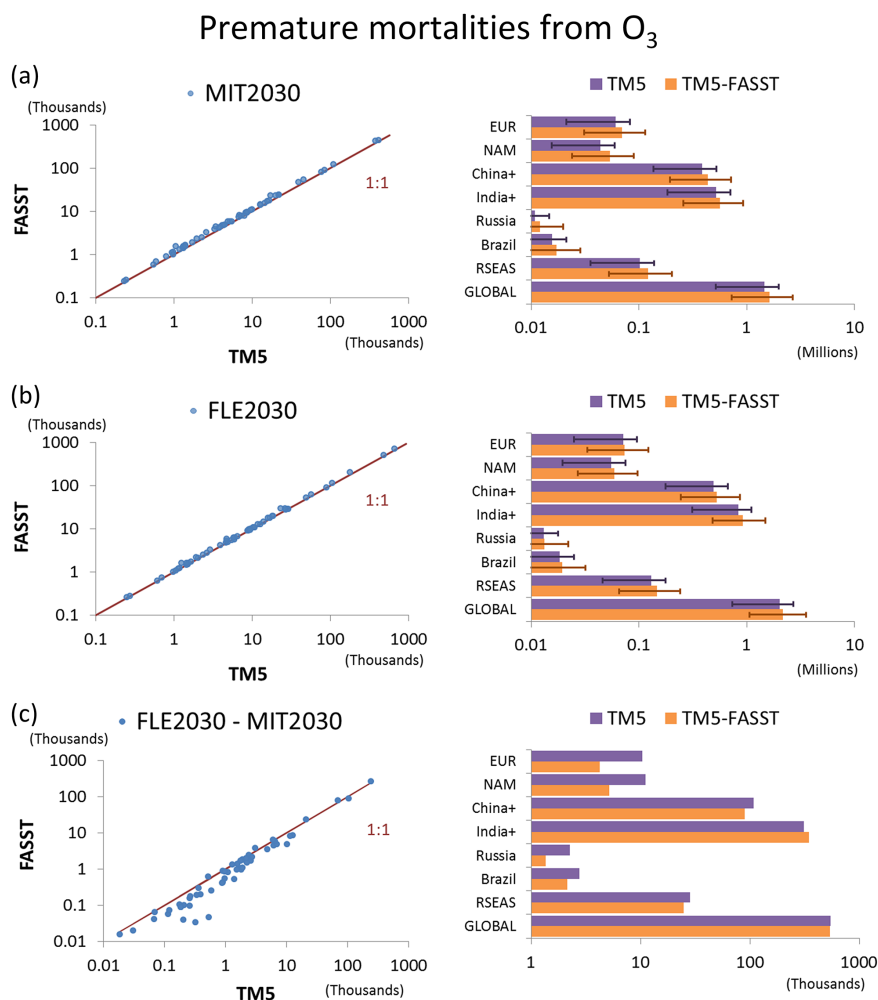 Premature mortalities from O3
(a)
(Thousands)
MIT2030
1000
100
10
1
0.1
FASST
1:1
0.1 1 10 100 1000
TM5
(Thousands)
TM5 TM5-FASST
EUR
NAM
China+
India+
Russia
Brazil
RSEAS
GLOBAL
0.01 0.1 1 10
(Millions)
(b)
(Thousands)
FLE2030
1000
100
10
1
0.1
FASST
1:1
0.1 1 10 100 1000
TM5
(Thousands)
TM5 TM5-FASST
EUR
NAM
China+
India+
Russia
Brazil
RSEAS
GLOBAL
0.01 0.1 1 10
(Millions)
(c)
FLE2030 - MIT2030
(Thousands)
1000
100
10
1
0.1
0.01
FASST
1:1
0.01 0.1 1 10 100 1000
TM5
(Thousands)
TM5 TM5-FASST
EUR
NAM
China+
India+
Russia
Brazil
RSEAS
GLOBAL
1 10 100 1000
(Thousands)